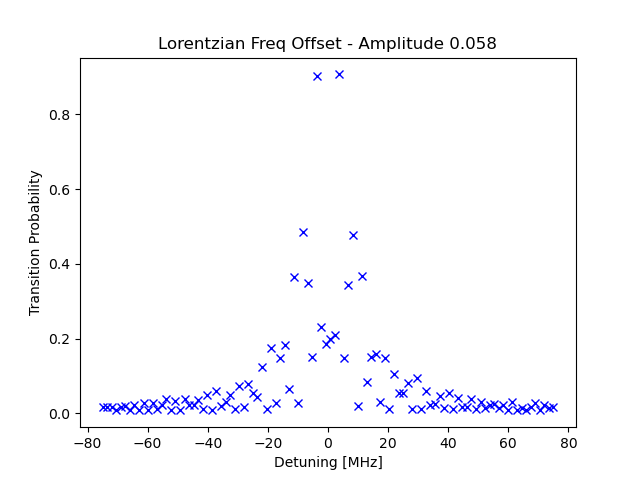 Lorentzian Freq Offset - Amplitude 0.058
Transition Probability
0.8
0.6
0.4
0.2
0.0
−80 −60 −40 −20 0 20 40 60 80
Detuning [MHz]